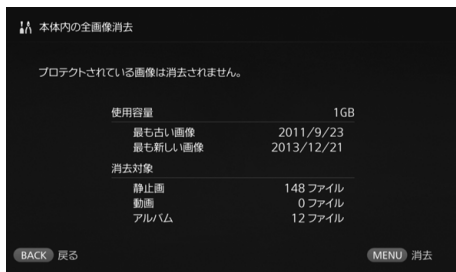 本体内の全画像消去
プロテクトされている画像は消去されません。
使用容量 1GB
最も古い画像 2011/9/23
最も新しい画像 2013/12/21
消去対象
静止画 148 ファイル
動画 0 ファイル
アルバム 12 ファイル
BACK 戻る MENU 消去